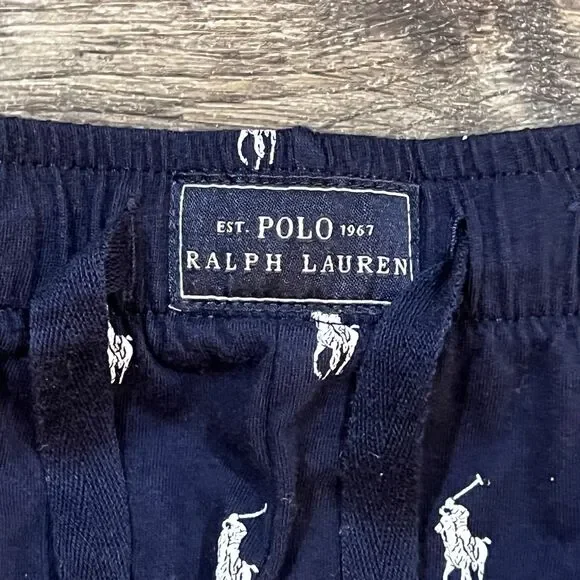 EST. POLO 1967
RALPH LAUREN